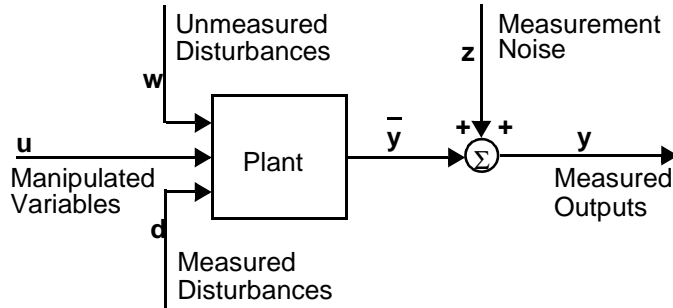 Unmeasured
Disturbances
Measurement
Noise
w
z
u
ȳ
+ +
y
Plant
Σ
Manipulated
Variables
Measured
Outputs
d
Measured
Disturbances